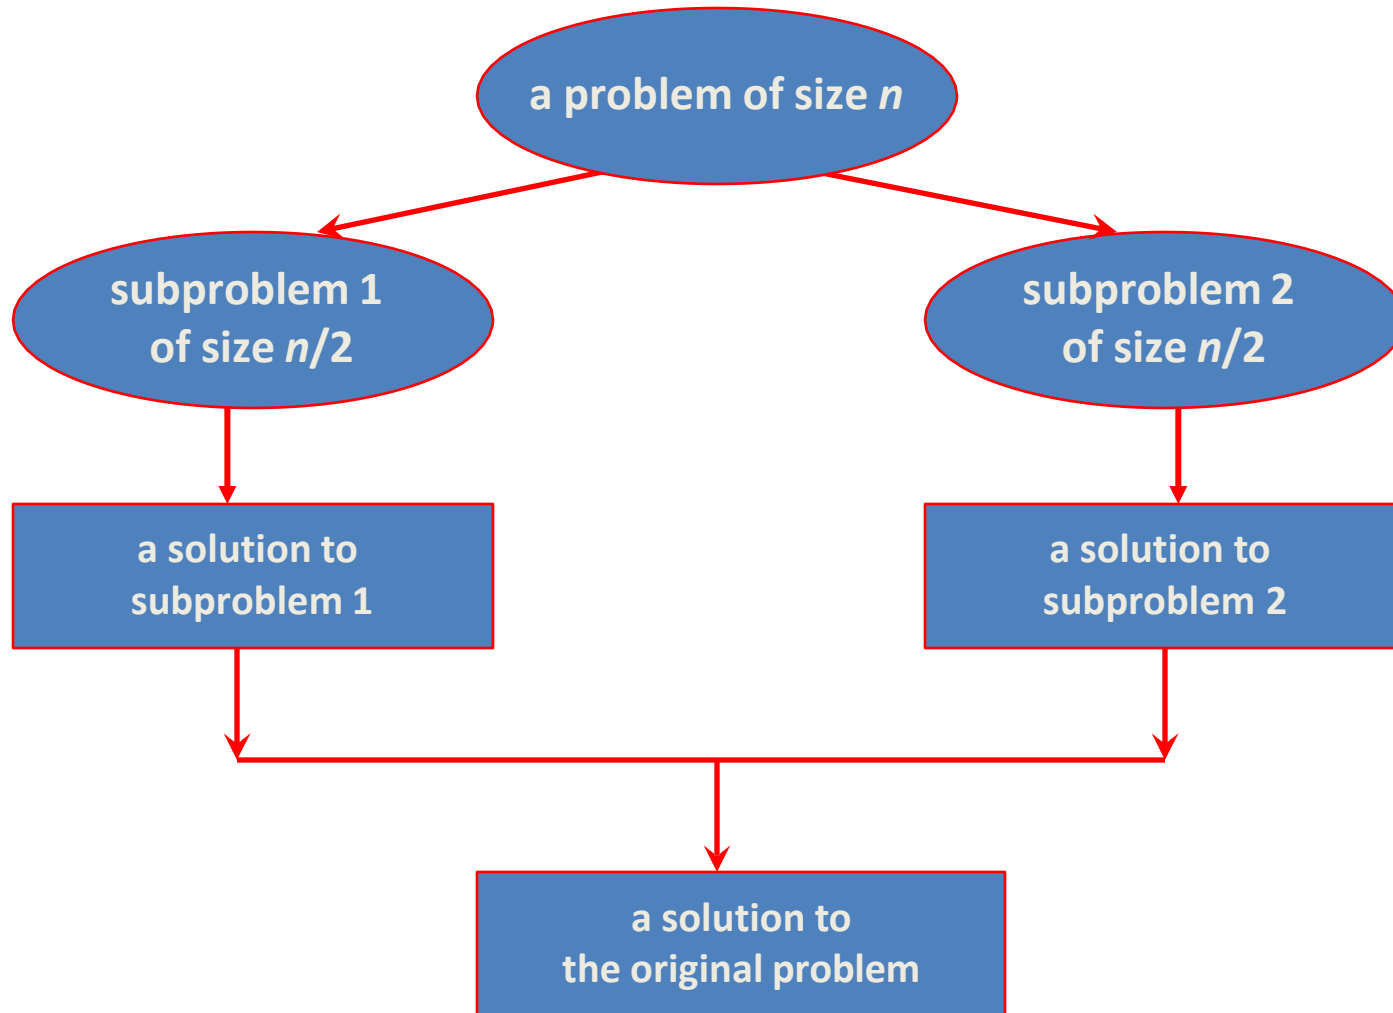 a problem of size n
subproblem 1
of size n/2
subproblem 2
of size n/2
a solution to
subproblem 1
a solution to
subproblem 2
a solution to
the original problem